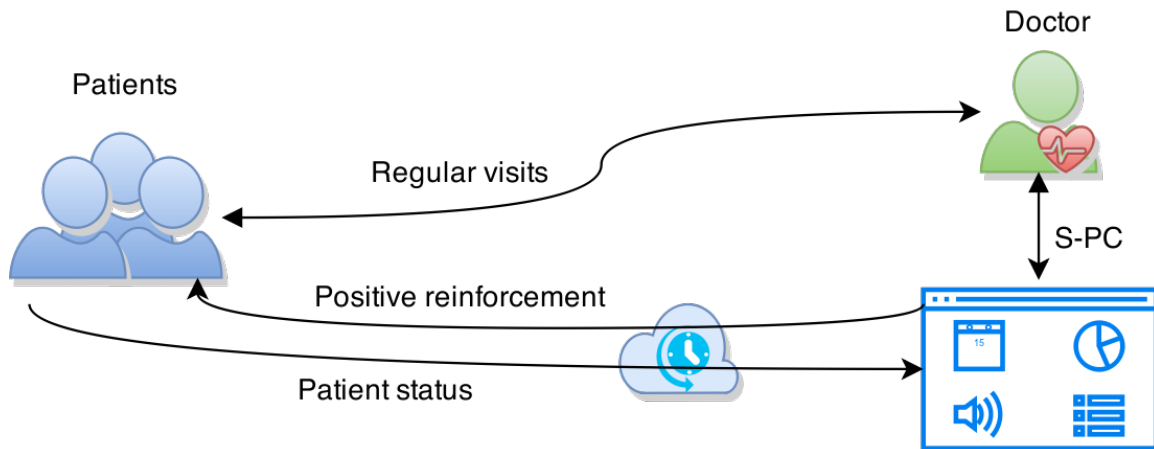 Doctor
Patients
Regular visits
S-PC
Positive reinforcement
15
Patient status